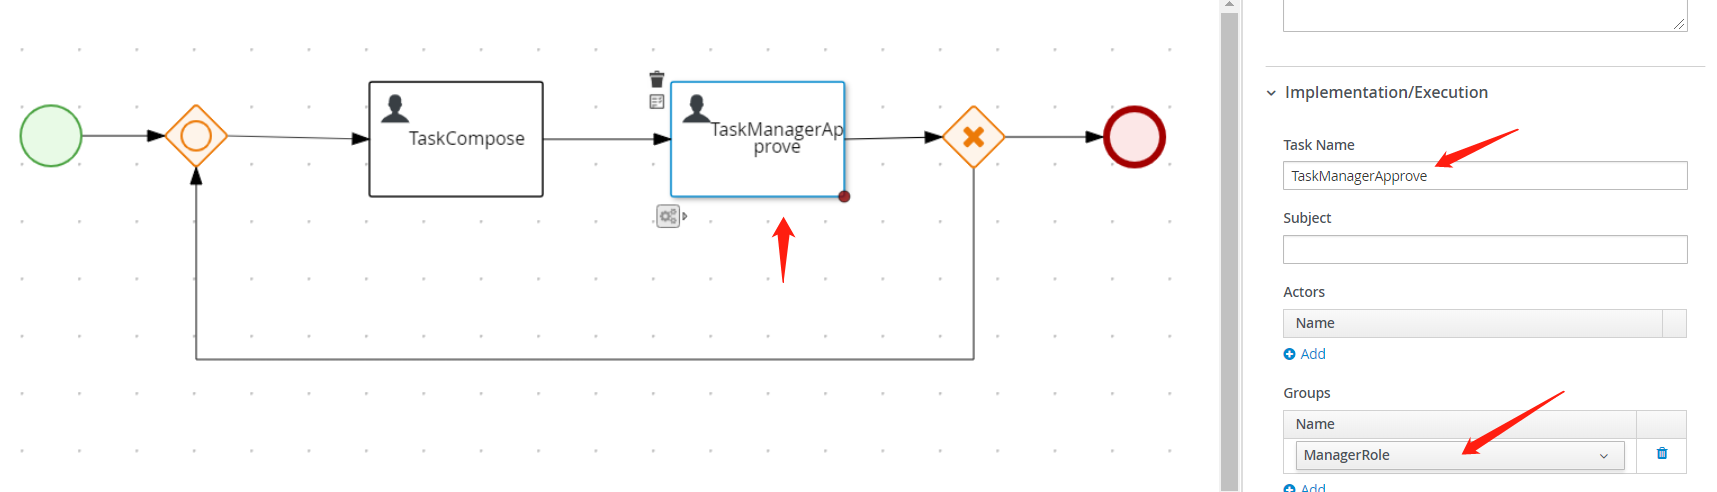 TaskCompose
TaskManagerAp
prove
Implementation/Execution
Task Name
TaskManagerApprove
Subject
Actors
Name
Add
Groups
Name
ManagerRole
Add